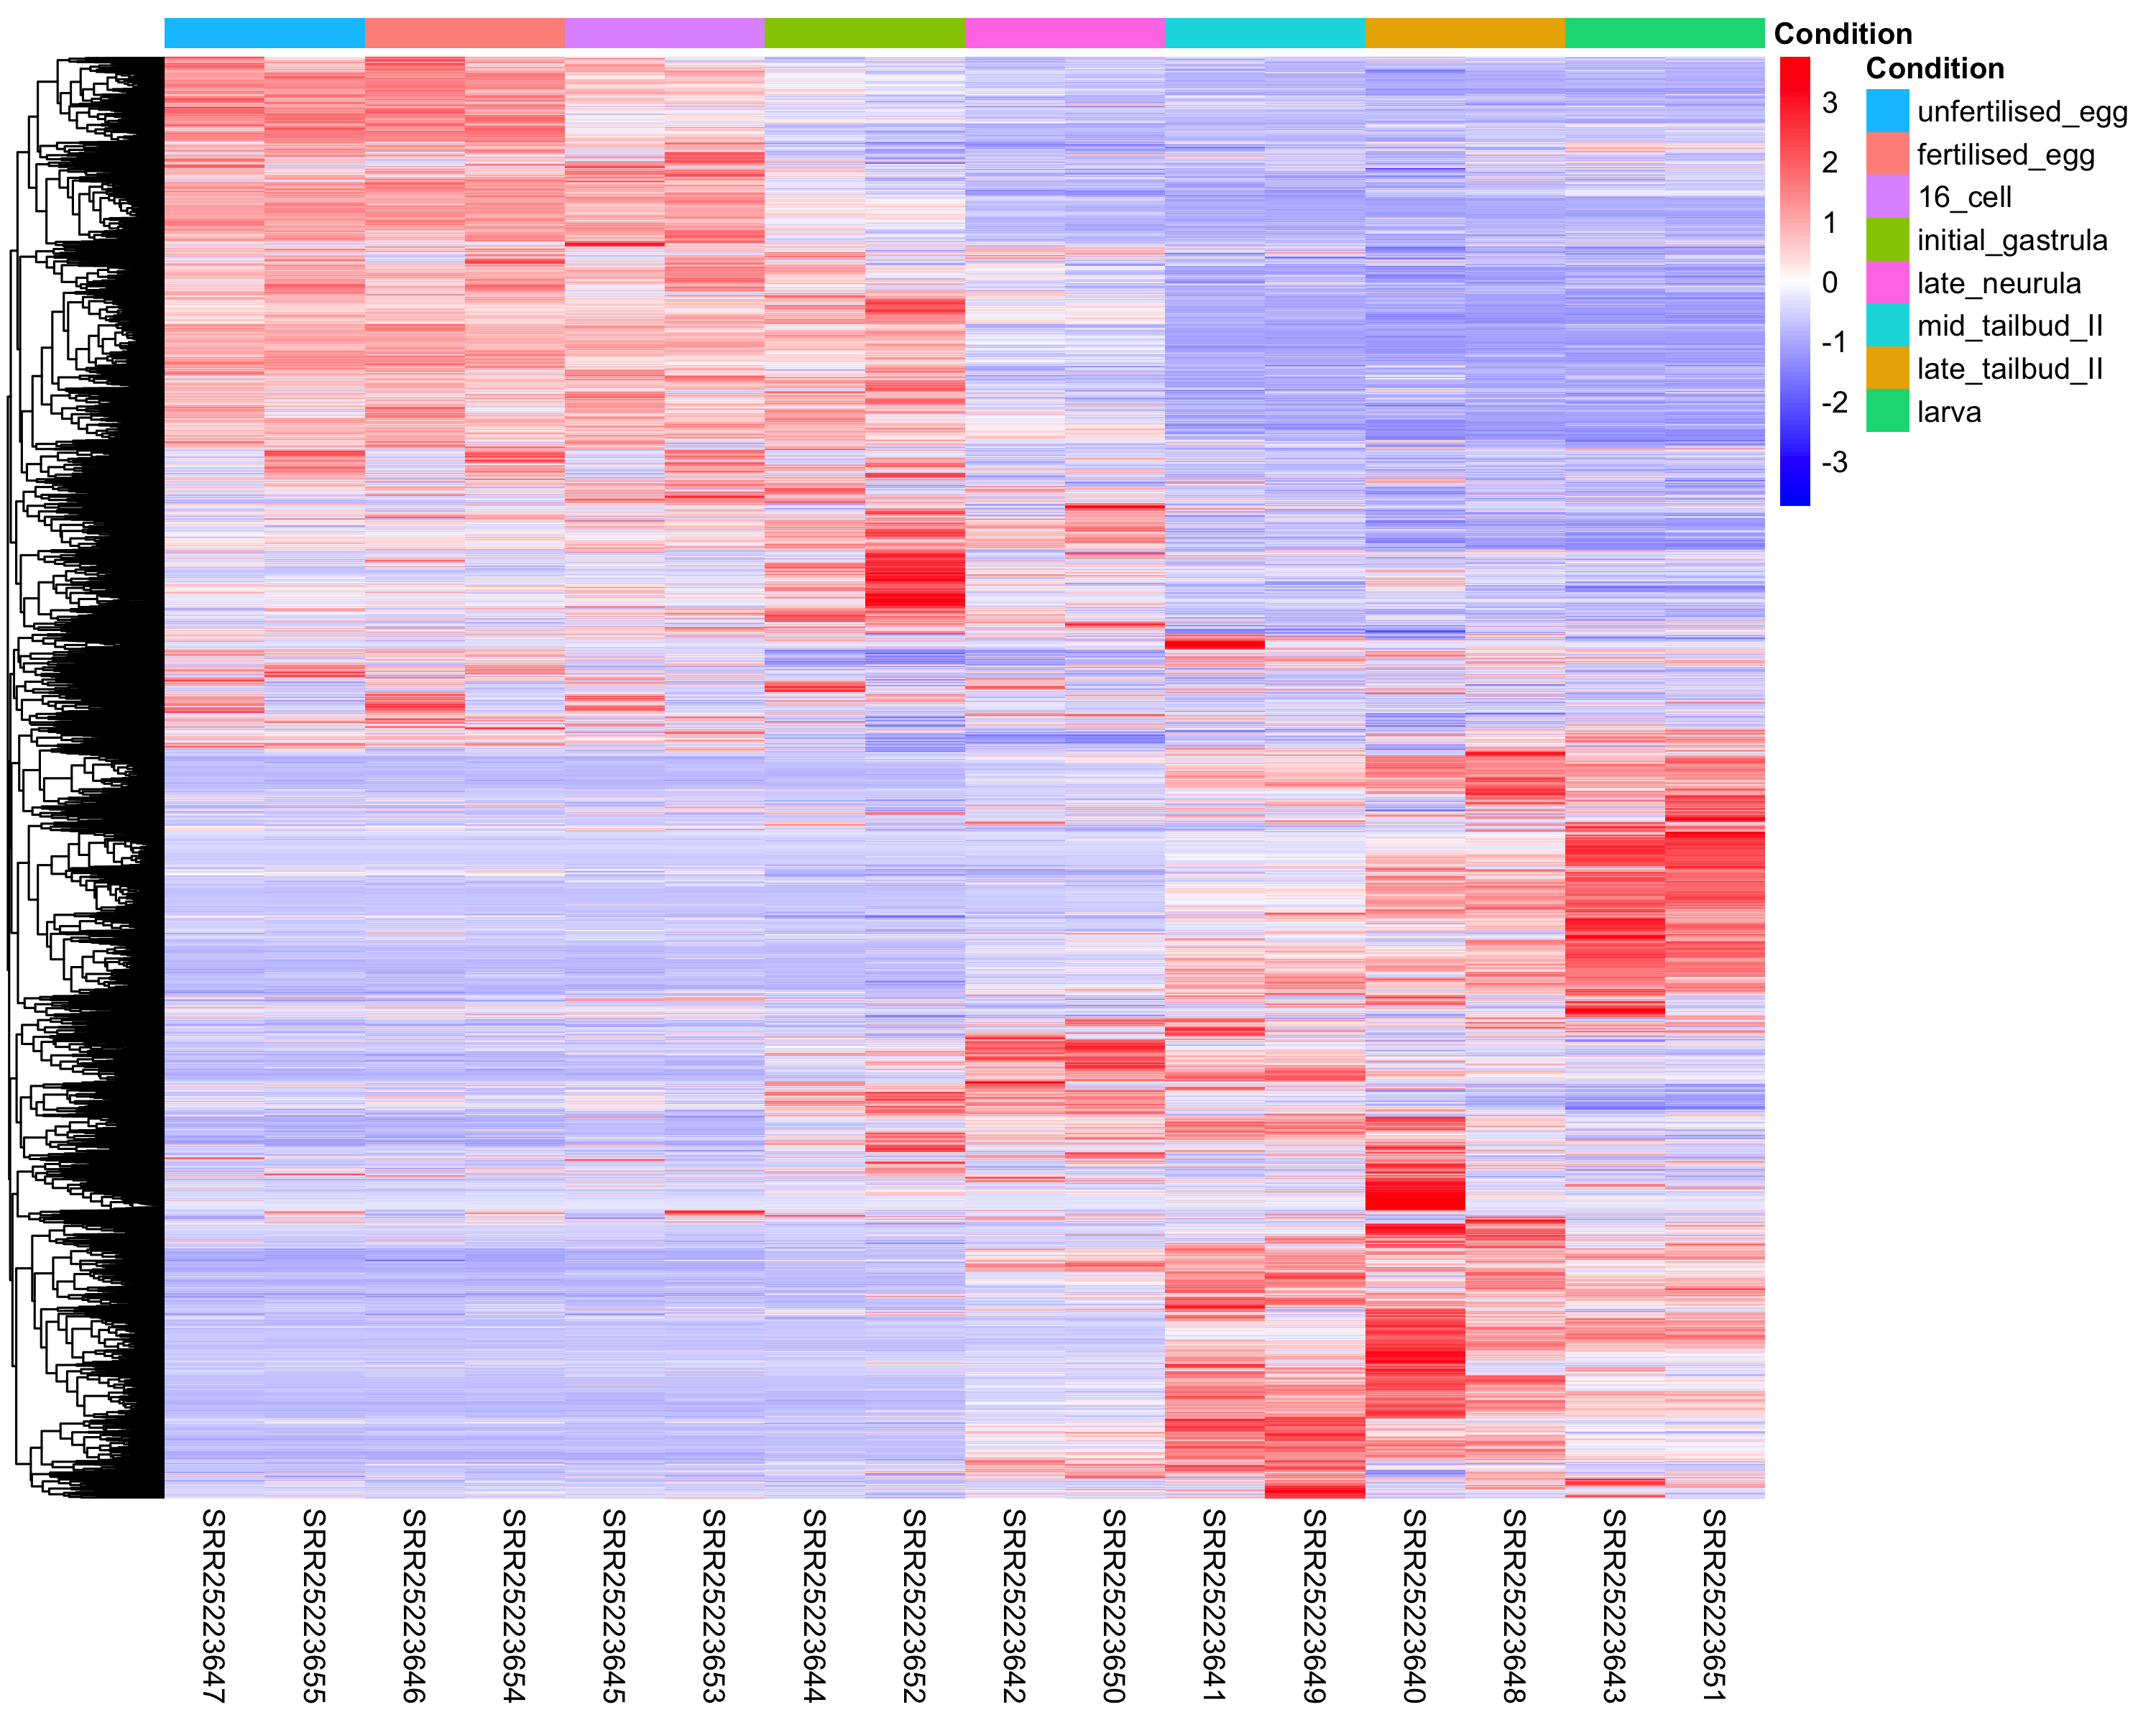 Condition
3
2
1
0
-1
-2
-3
Condition
unfertilised_egg
fertilised_egg
16_cell
initial_gastrula
late_neurula
mid_tailbud_II
late_tailbud_II
larva
SRR25223647
SRR25223655
SRR25223646
SRR25223654
SRR25223645
SRR25223653
SRR25223644
SRR25223652
SRR25223642
SRR25223650
SRR25223641
SRR25223649
SRR25223640
SRR25223648
SRR25223643
SRR25223651